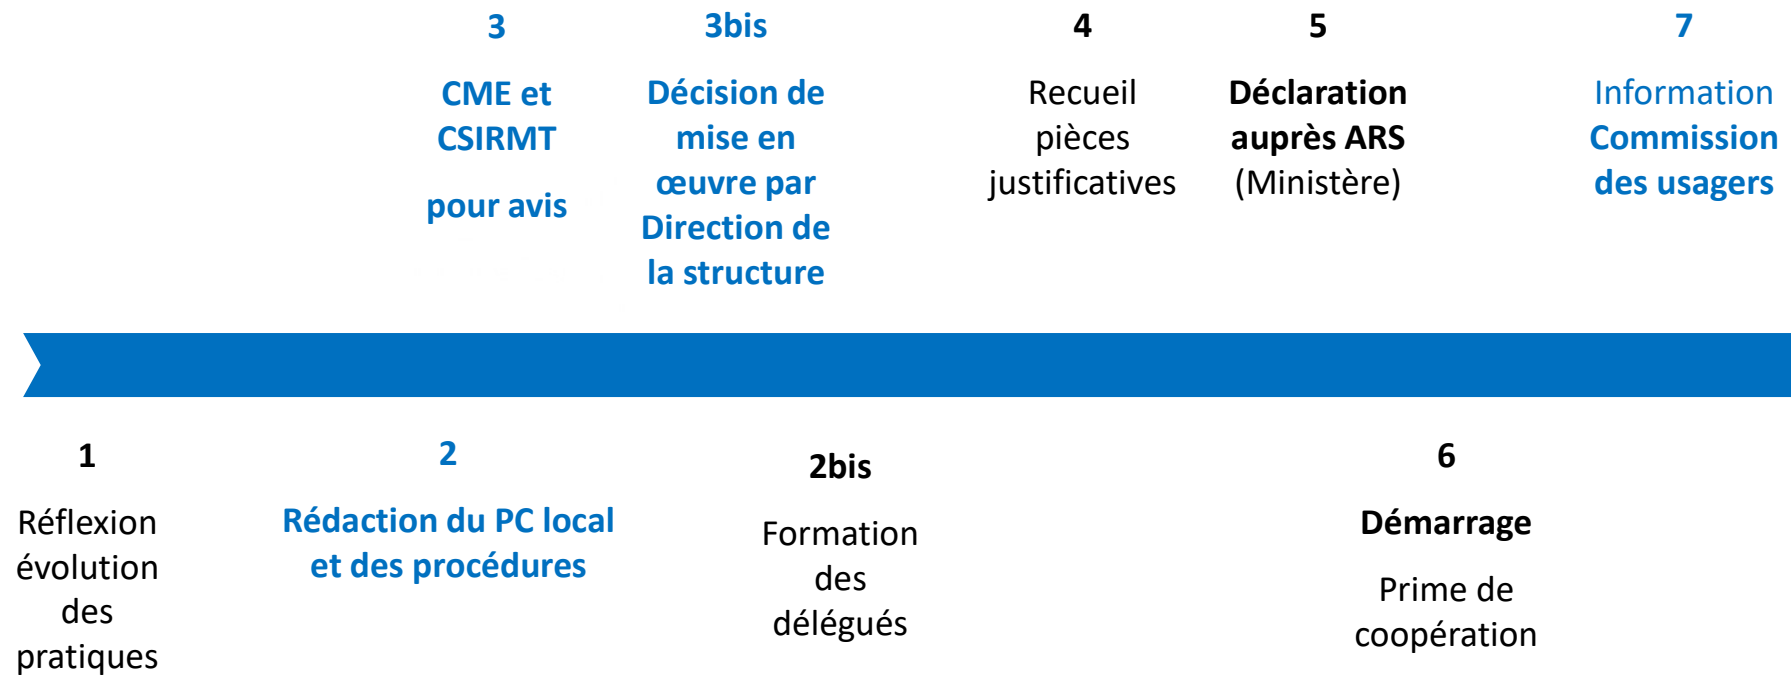 3
CME et
CSIRMT
pour avis
3bis
Décision de
mise en
œuvre par
Direction de
la structure
4
Recueil
pièces
justificatives
5
Déclaration
auprès ARS
(Ministère)
7
Information
Commission
des usagers
1
Réflexion
évolution
des
pratiques
2
Rédaction du PC local
et des procédures
2bis
Formation
des
délégués
6
Démarrage
Prime de
coopération